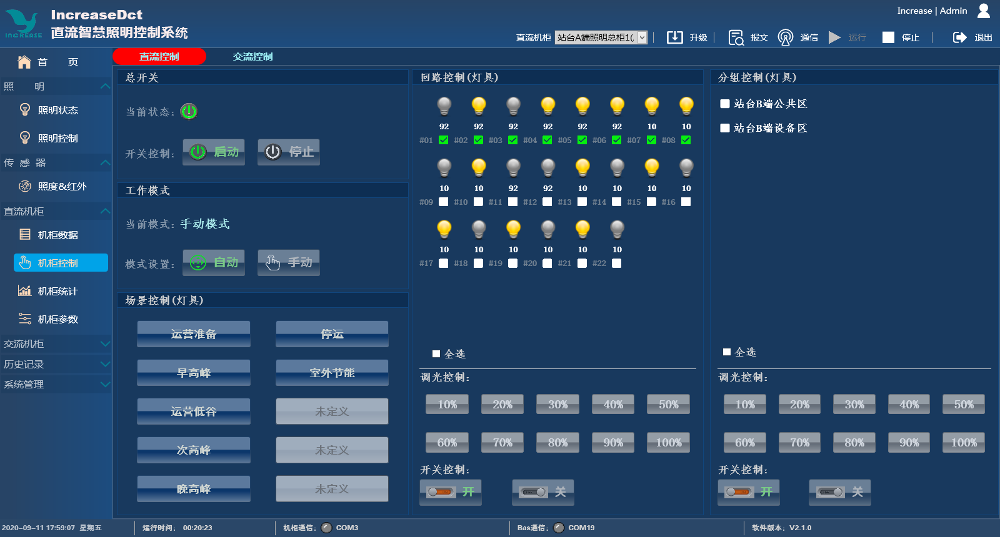 IncreaseDct
直流智慧照明控制系统
INCREASE
Increase | Admin
直流机柜 站台A端照明总柜1(. 升级 报文 通信 运行 停止 退出
首 页
照 明
照明状态
照明控制
传 感 器
照度&红外
直流机柜
机柜数据
机柜控制
机柜统计
机柜参数
交流机柜
历史记录
系统管理
直流控制 交流控制
总开关
当前状态:
开关控制: 启动 停止
工作模式
当前模式: 手动模式
模式设置: 自动 手动
场景控制(灯具)
运营准备 停运
早高峰 室外节能
运营低谷 未定义
次高峰 未定义
晚高峰 未定义
回路控制(灯具)
92 92 92 92 92 92 10 10
#01 #02 #03 #04 #05 #06 #07 #08
10 10 92 92 10 10 10 10
#09 #10 #11 #12 #13 #14 #15 #16
10 10 10 10 10 10
#17 #18 #19 #20 #21 #22
全选
调光控制:
10% 20% 30% 40% 50%
60% 70% 80% 90% 100%
开关控制:
开 关
分组控制(灯具)
站台B端公共区
站台B端设备区
全选
调光控制:
10% 20% 30% 40% 50%
60% 70% 80% 90% 100%
开关控制:
开 关
2020-09-11 17:59:07 星期五 运行时间: 00:20:23 机柜通信: COM3 Bas通信: COM19 软件版本: V2.1.0